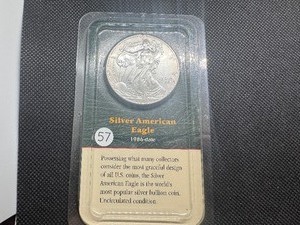 Silver American
Eagle
1986-date
57
Possessing what many collectors
consider the most graceful design
of all U.S. coins, the Silver
American Eagle is the world's
most popular silver bullion coin.
Uncirculated condition.